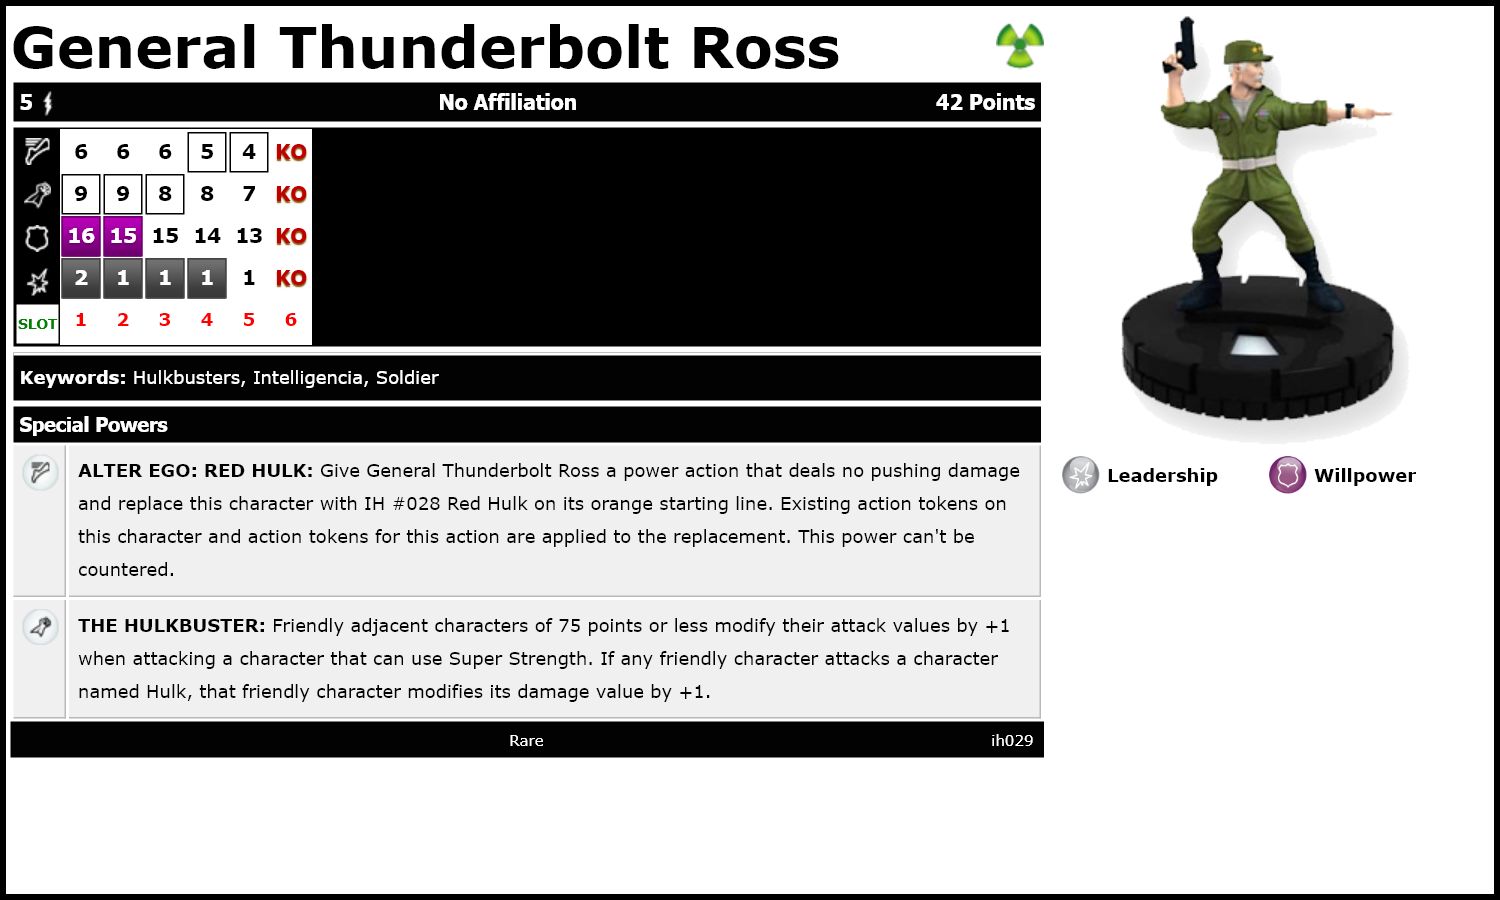 General Thunderbolt Ross
5 No Affiliation 42 Points
6 6 6 5 4 KO
9 9 8 8 7 KO
16 15 15 14 13 KO
2 1 1 1 1 KO
SLOT 1 2 3 4 5 6
Keywords: Hulkbusters, Intelligencia, Soldier
Special Powers
ALTER EGO: RED HULK: Give General Thunderbolt Ross a power action that deals no pushing damage
and replace this character with IH #028 Red Hulk on its orange starting line. Existing action tokens on
this character and action tokens for this action are applied to the replacement. This power can't be
countered.
THE HULKBUSTER: Friendly adjacent characters of 75 points or less modify their attack values by +1
when attacking a character that can use Super Strength. If any friendly character attacks a character
named Hulk, that friendly character modifies its damage value by +1.
Rare ih029
Leadership Willpower